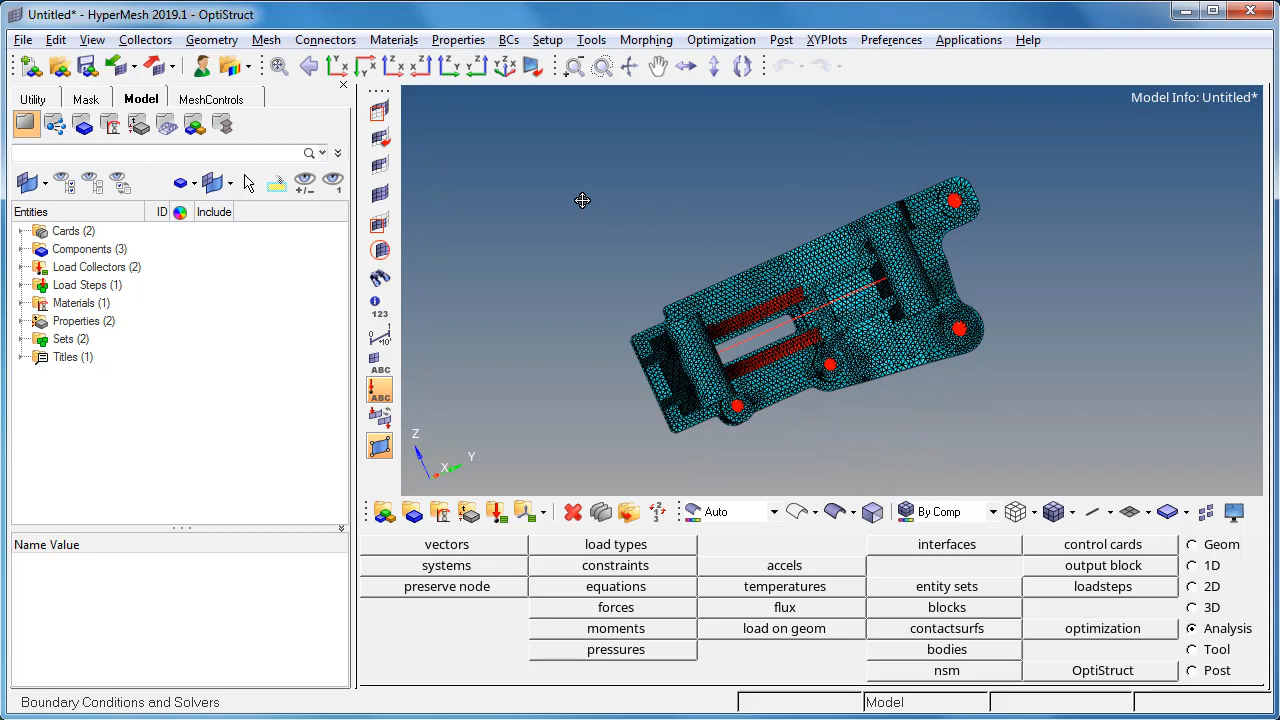 Untitled* - HyperMesh 2019.1 - OptiStruct
File Edit View Collectors Geometry Mesh Connectors Materials Properties BCs Setup Tools Morphing Optimization Post XYPlots Preferences Applications Help
Utility Mask Model MeshControls
Model Info: Untitled*
Entities ID Include
Cards (2)
Components (3)
Load Collectors (2)
Load Steps (1)
Materials (1)
Properties (2)
Sets (2)
Titles (1)
123
ABC
ABC
Z
X
Y
Auto
By Comp
Name Value
vectors load types interfaces control cards Geom
systems constraints accels output block 1D
preserve node equations temperatures entity sets loadsteps 2D
forces flux blocks 3D
moments load on geom contactsurfs optimization Analysis
pressures bodies Tool
nsm OptiStruct Post
Boundary Conditions and Solvers
Model